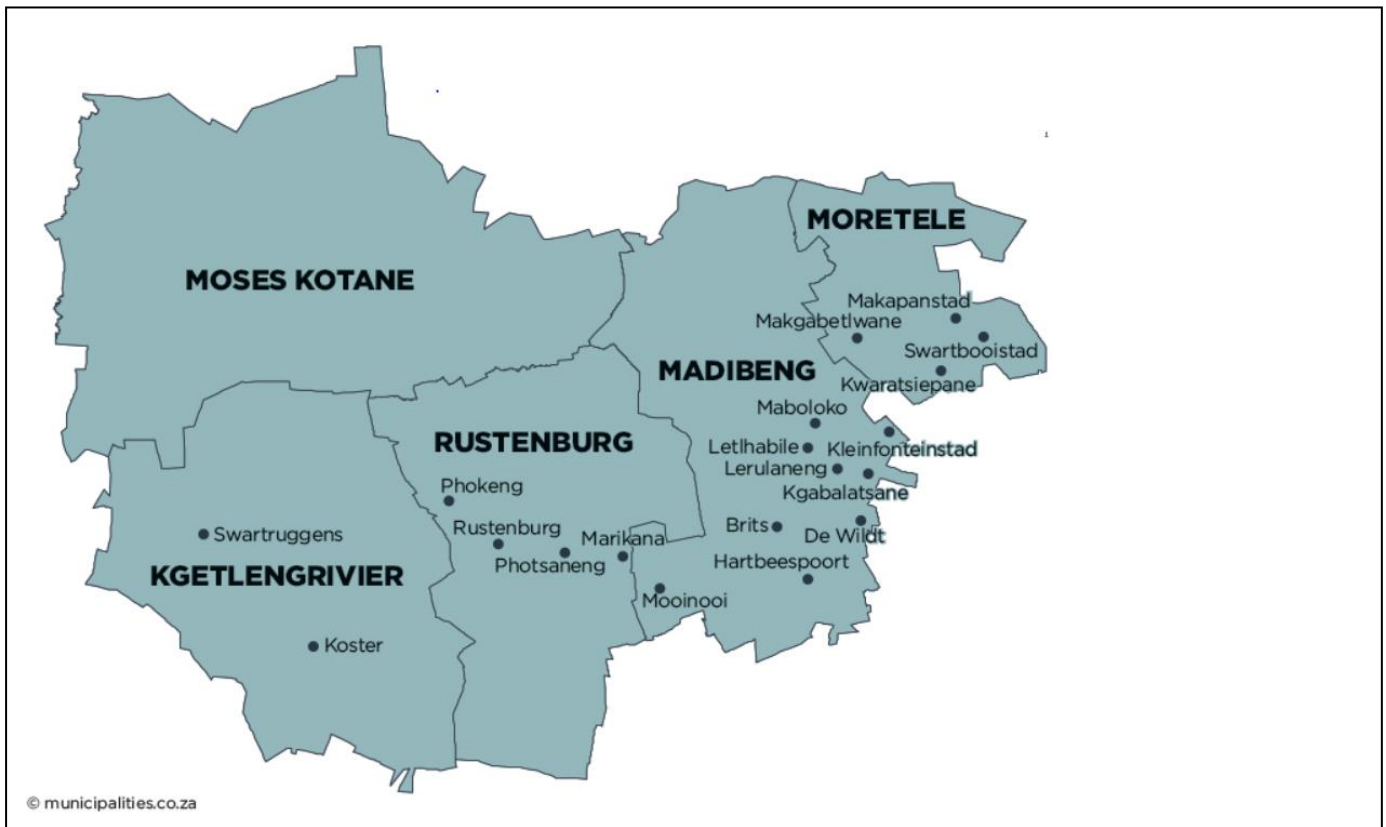 MORETELE
MOSES KOTANE
Makapanstad
Makgabetlwane
Swartbooistad
MADIBENG
Kwaratsiepane
Maboloko
RUSTENBURG
Letlhabile
Kleinfonteinstad
Lerulaneng
Phokeng
Kgabalatsane
Rustenburg
Brits
Swartruggens
Marikana
De Wildt
Photsaneng
Hartbeespoort
KGETLENGRIVIER
Mooinooi
Koster
© municipalities.co.za